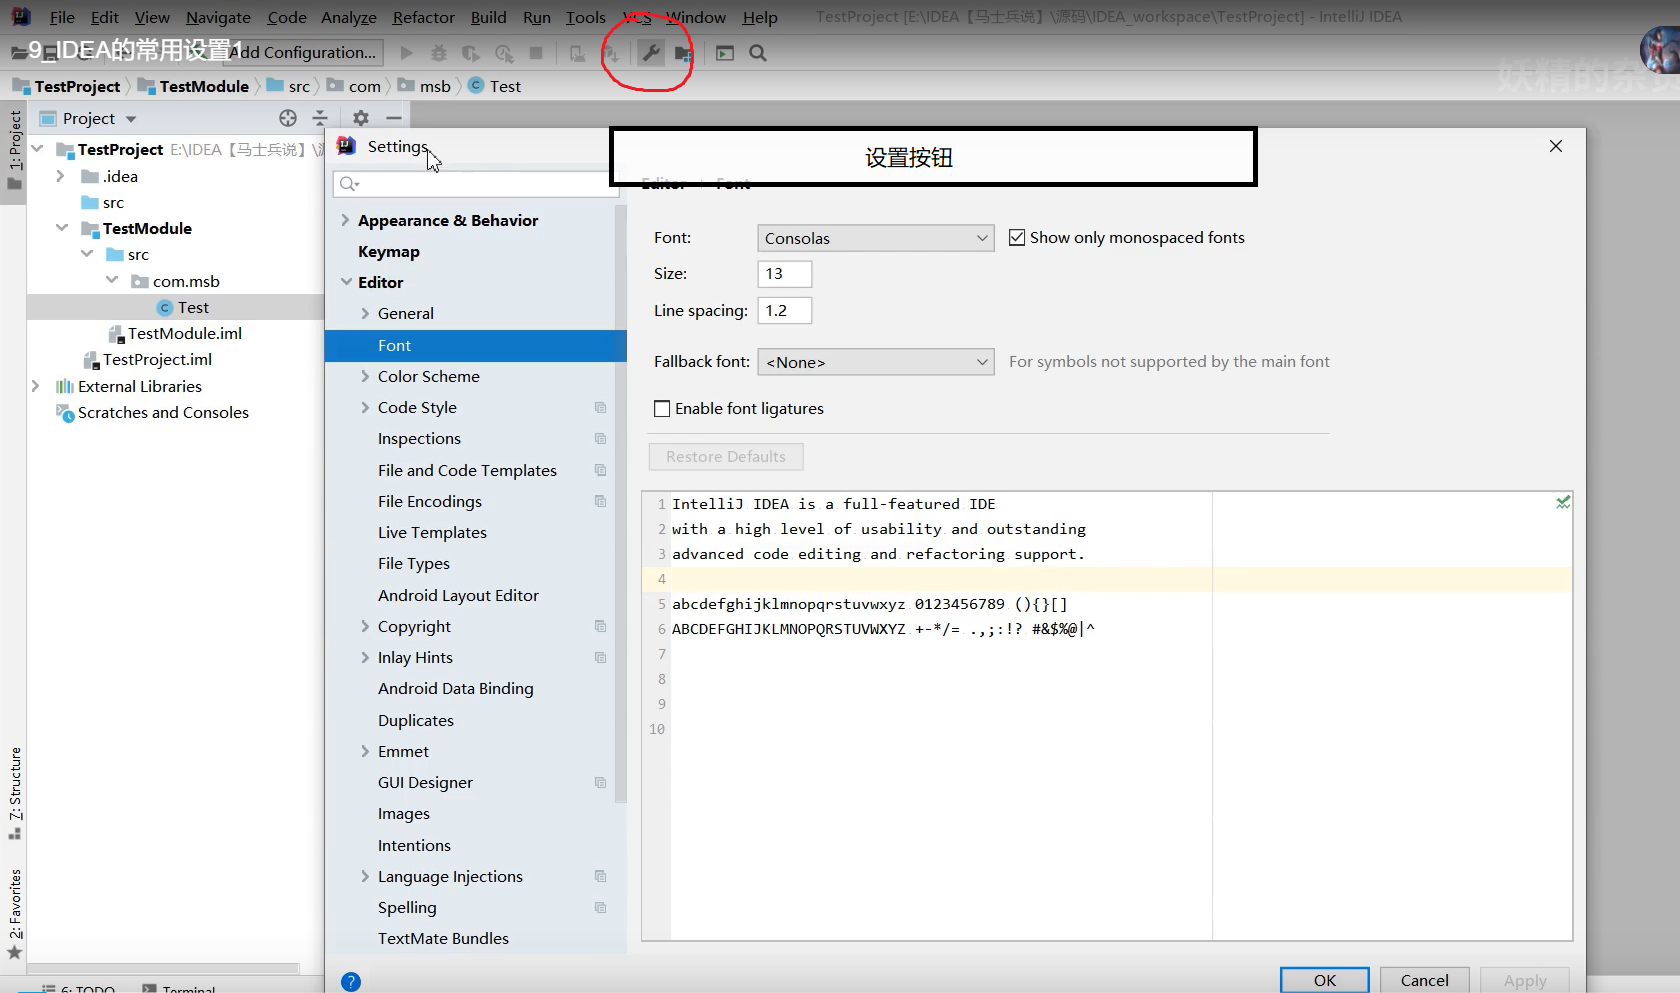 File Edit View Navigate Code Analyze Refactor Build Run Tools VCS Window Help TestProject [E:\IDEA【马士兵说】\源码\IDEA_workspace\TestProject] - IntelliJ IDEA
9_IDEA的常用设置1
Add Configuration...
TestProject TestModule src com msb Test
妖精的杂货
1: Project
Project
TestProject E:\IDEA【马士兵说】\
.idea
src
TestModule
src
com.msb
Test
TestModule.iml
TestProject.iml
External Libraries
Scratches and Consoles
7: Structure
2: Favorites
6: TODO Terminal
Settings
设置按钮
Editor › Font
Appearance & Behavior
Keymap
Editor
General
Font
Color Scheme
Code Style
Inspections
File and Code Templates
File Encodings
Live Templates
File Types
Android Layout Editor
Copyright
Inlay Hints
Android Data Binding
Duplicates
Emmet
GUI Designer
Images
Intentions
Language Injections
Spelling
TextMate Bundles
Font: Consolas Show only monospaced fonts
Size: 13
Line spacing: 1.2
Fallback font: <None> For symbols not supported by the main font
Enable font ligatures
Restore Defaults
1 IntelliJ IDEA is a full-featured IDE
2 with a high level of usability and outstanding
3 advanced code editing and refactoring support.
4
5 abcdefghijklmnopqrstuvwxyz 0123456789 (){}[]
6 ABCDEFGHIJKLMNOPQRSTUVWXYZ +-*/= .,;:!? #&$%@|^
7
8
9
10
? OK Cancel Apply